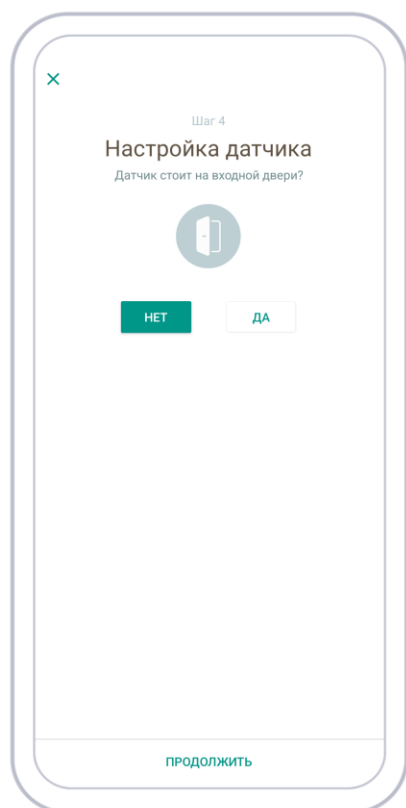 Шаг 4
Настройка датчика
Датчик стоит на входной двери?
НЕТ ДА
ПРОДОЛЖИТЬ